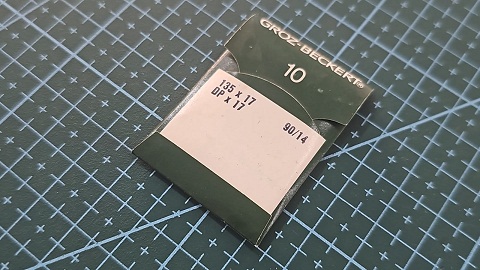 GROZ-BECKERT®
10
135 x 17
DP x 17
90/14